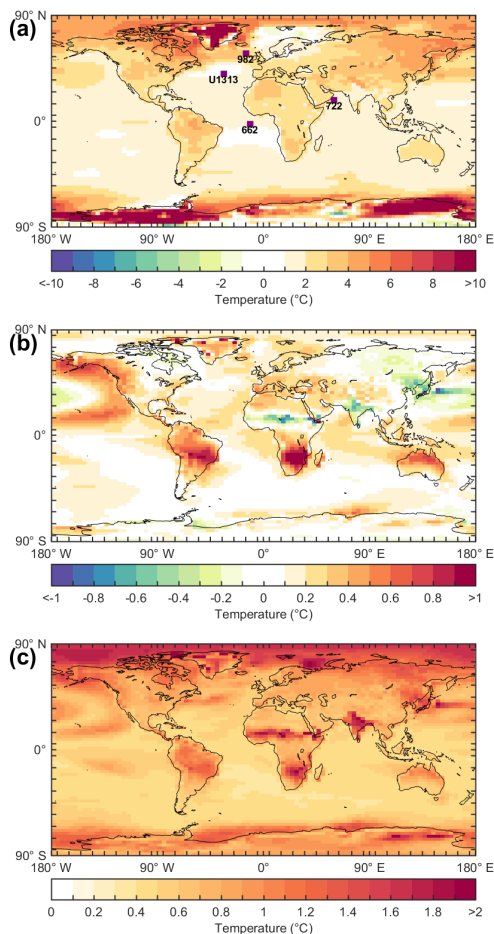 (a)
90° N
982
U1313
722
0°
662
90° S
180° W 90° W 0° 90° E 180° E
<-10 -8 -6 -4 -2 0 2 4 6 8 >10
Temperature (°C)
(b)
90° N
0°
90° S
180° W 90° W 0° 90° E 180° E
<-1 -0.8 -0.6 -0.4 -0.2 0 0.2 0.4 0.6 0.8 >1
Temperature (°C)
(c)
90° N
0°
90° S
180° W 90° W 0° 90° E 180° E
0 0.2 0.4 0.6 0.8 1 1.2 1.4 1.6 1.8 >2
Temperature (°C)